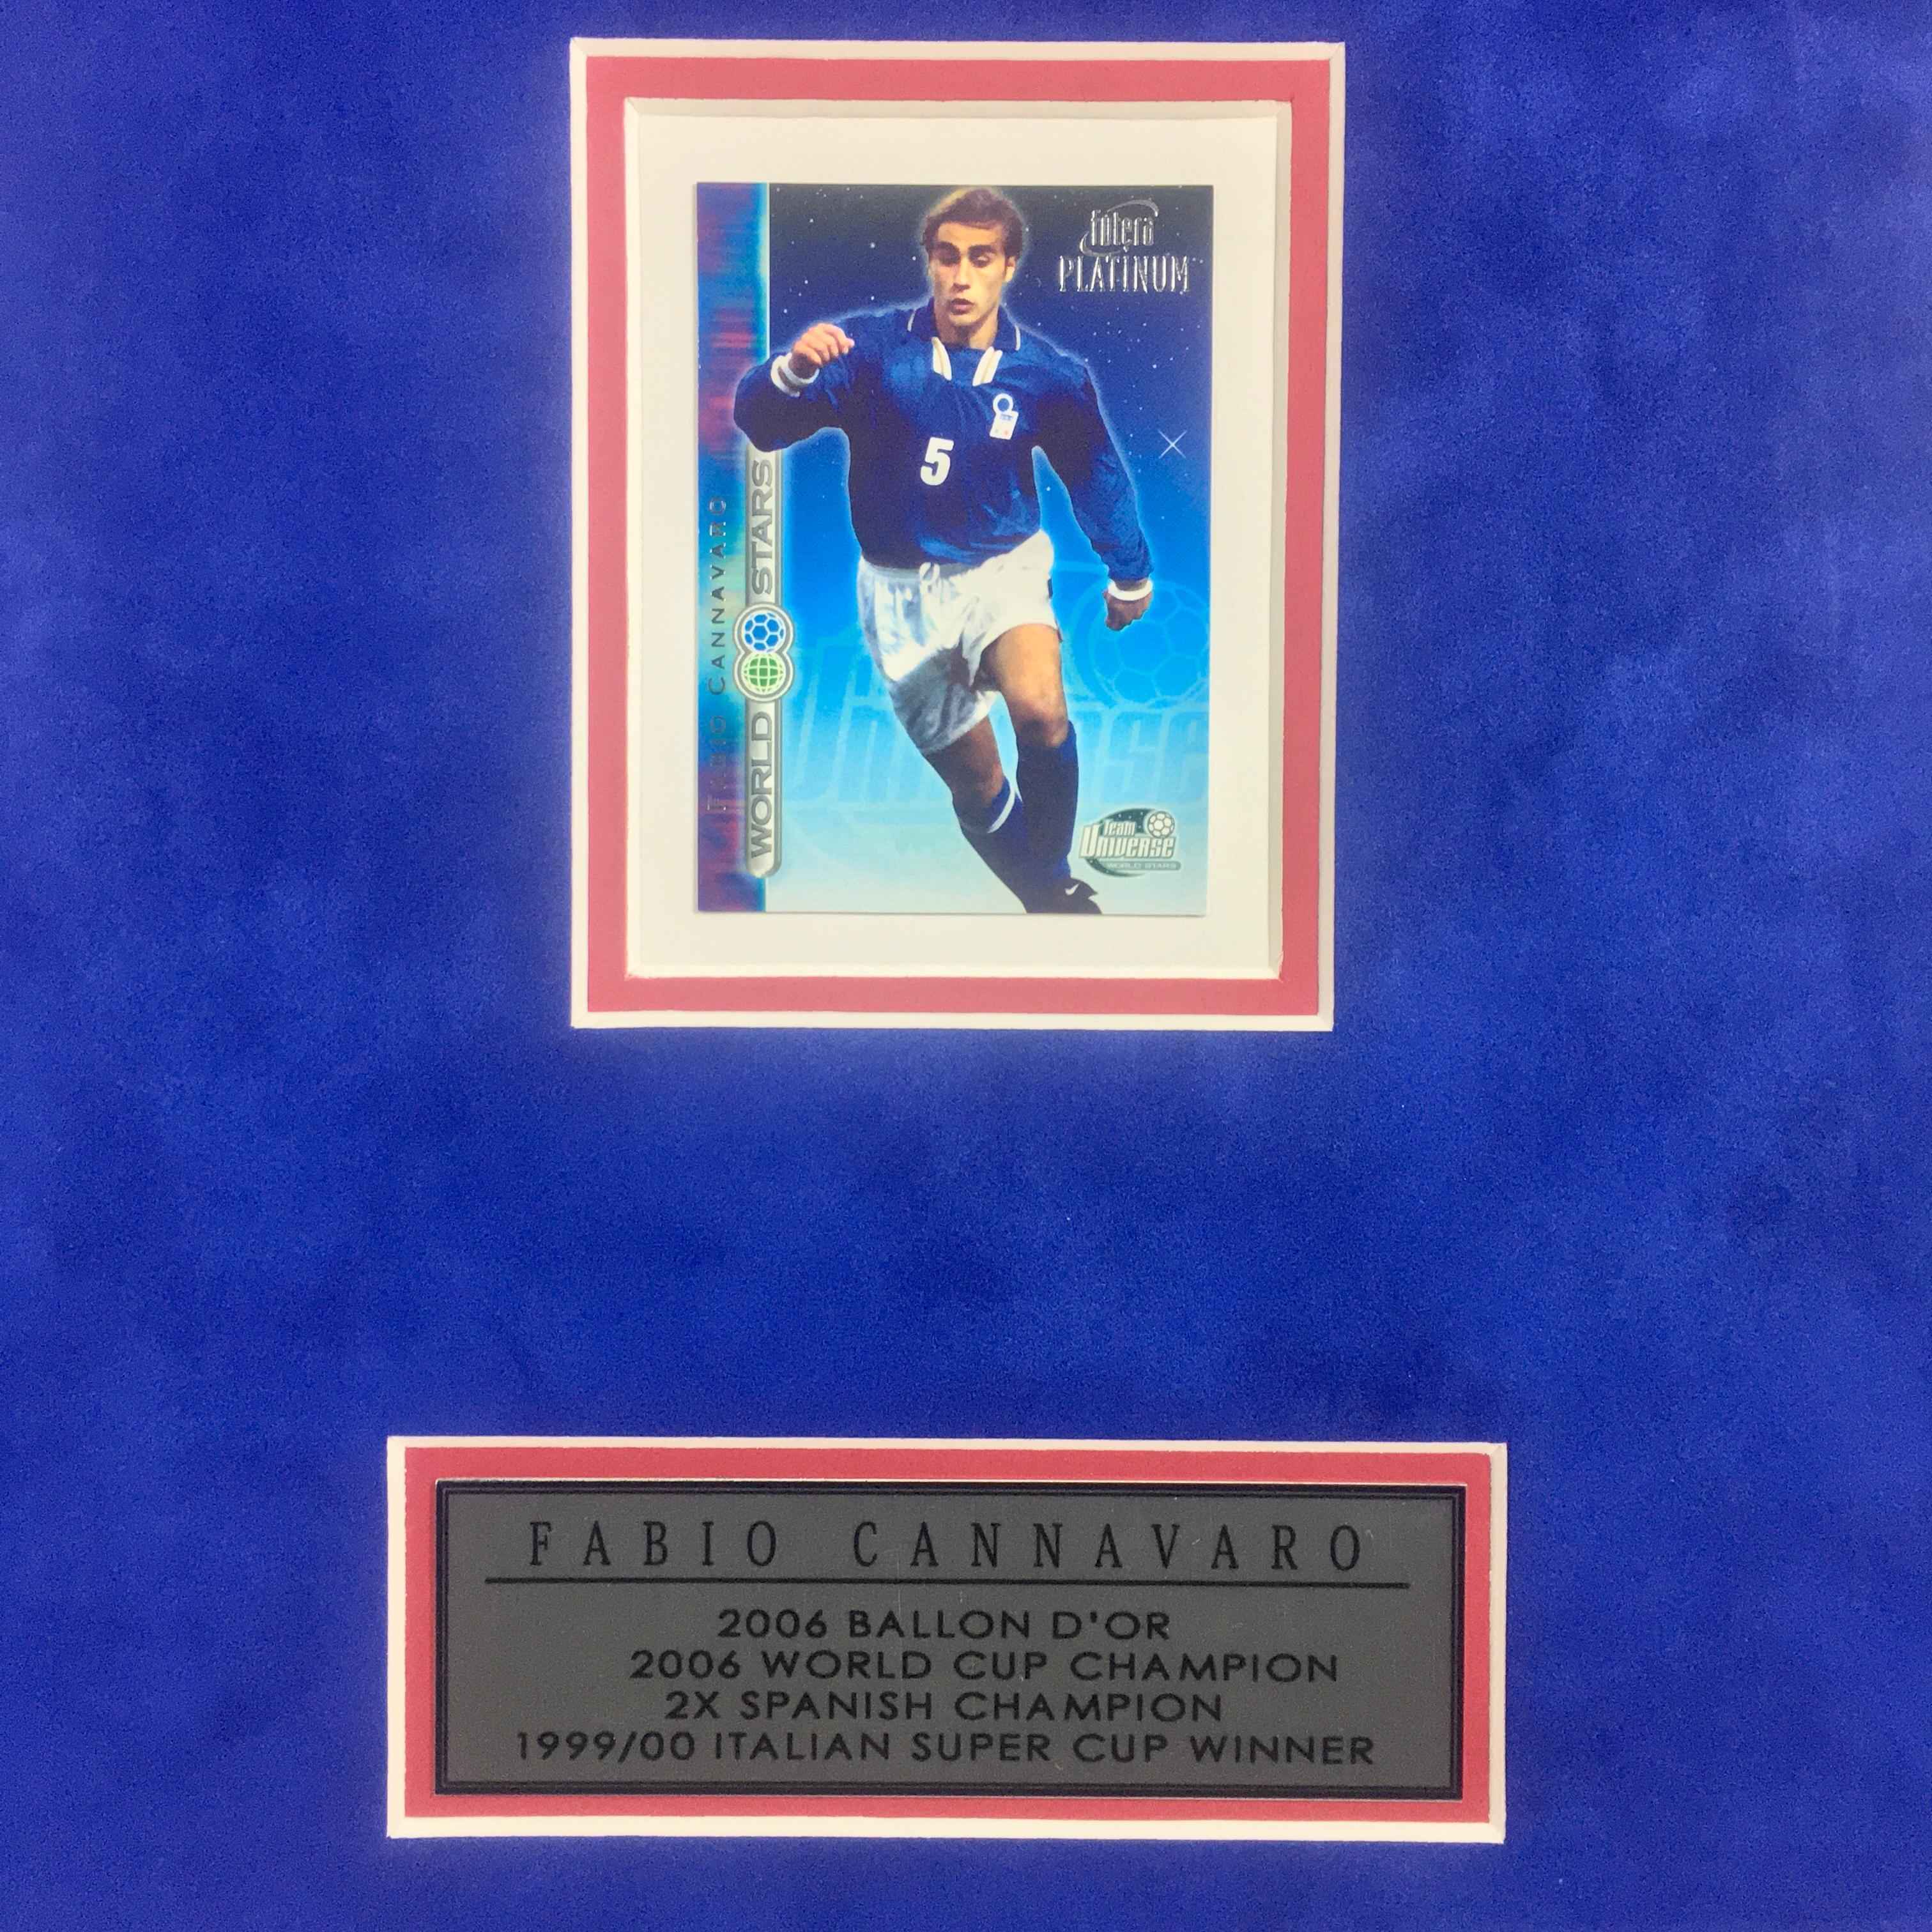 Futera
PLATINUM
5
FABIO CANNAVARO
WORLD STARS
Team
UNIVERSE
WORLD STARS
FABIO CANNAVARO
2006 BALLON D'OR
2006 WORLD CUP CHAMPION
2X SPANISH CHAMPION
1999/00 ITALIAN SUPER CUP WINNER